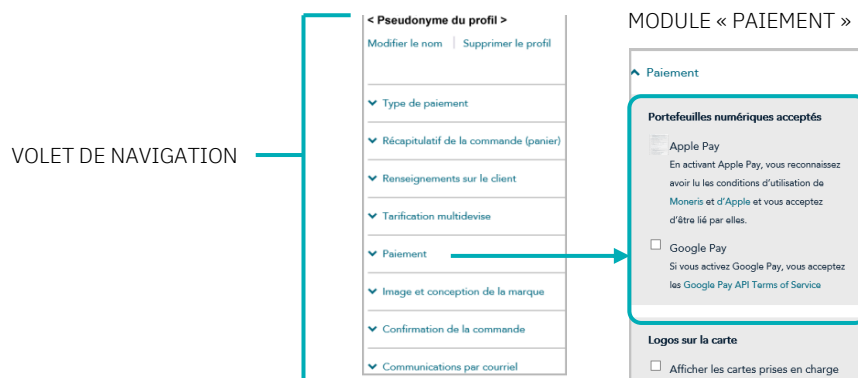 VOLET DE NAVIGATION
< Pseudonyme du profil >
Modifier le nom Supprimer le profil
Type de paiement
Récapitulatif de la commande (panier)
Renseignements sur le client
Tarification multidevise
Paiement
Image et conception de la marque
Confirmation de la commande
Communications par courriel
MODULE « PAIEMENT »
Paiement
Portefeuilles numériques acceptés
Apple Pay
En activant Apple Pay, vous reconnaissez
avoir lu les conditions d'utilisation de
Moneris et d'Apple et vous acceptez
d'être lié par elles.
Google Pay
Si vous activez Google Pay, vous acceptez
les Google Pay API Terms of Service
Logos sur la carte
Afficher les cartes prises en charge